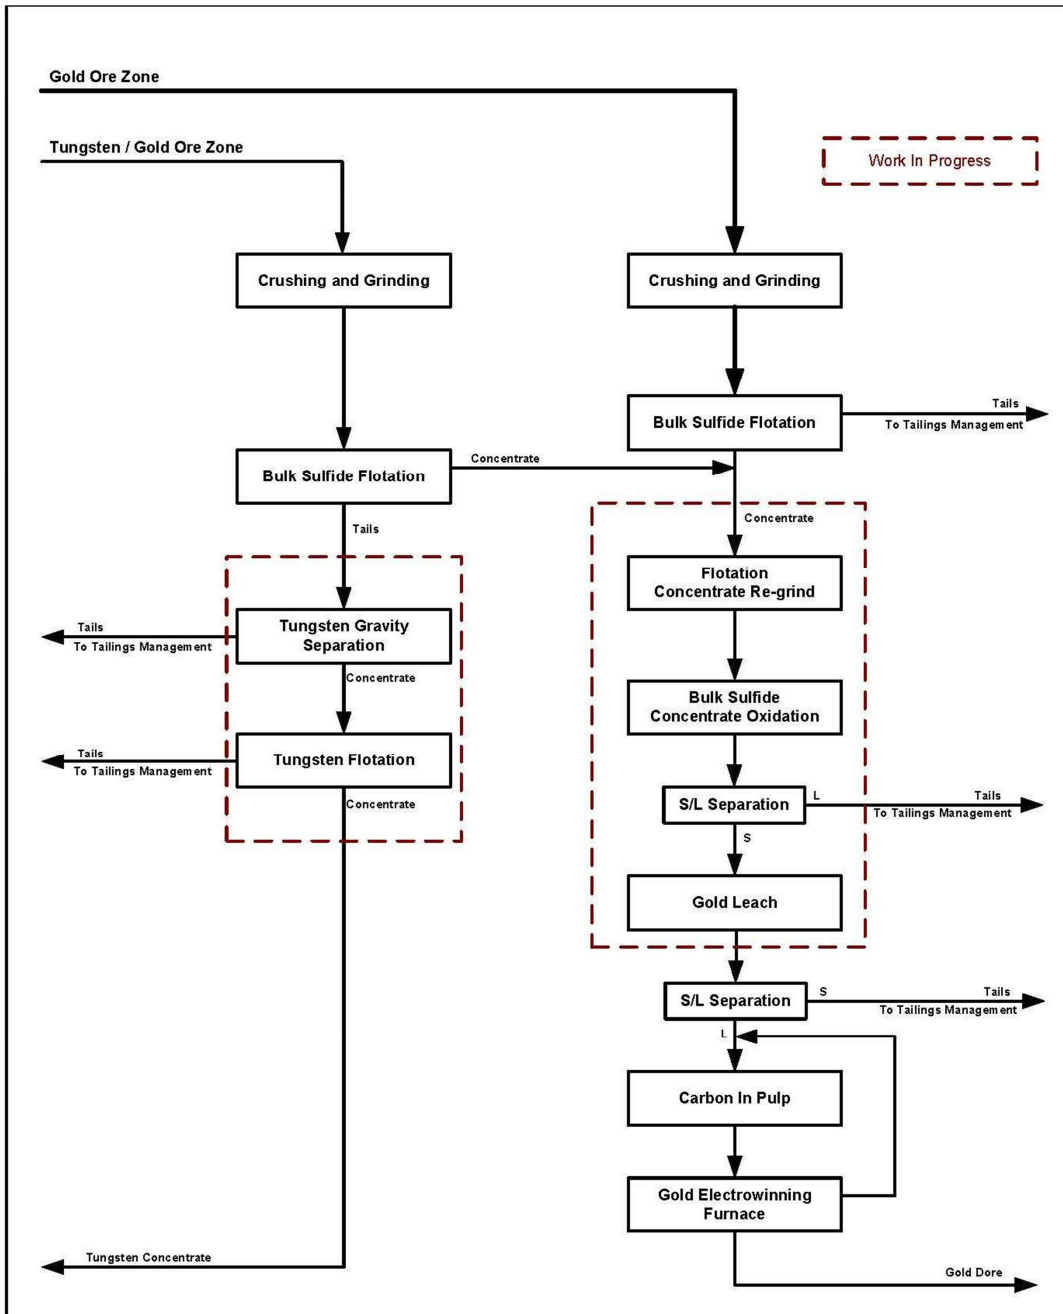 Gold Ore Zone
Tungsten / Gold Ore Zone
Work In Progress
Crushing and Grinding
Crushing and Grinding
Bulk Sulfide Flotation
Tails
To Tailings Management
Bulk Sulfide Flotation
Concentrate
Tails
Concentrate
Flotation
Concentrate Re-grind
Tails
To Tailings Management
Tungsten Gravity
Separation
Concentrate
Bulk Sulfide
Concentrate Oxidation
Tails
To Tailings Management
Tungsten Flotation
Concentrate
S/L Separation
L
Tails
To Tailings Management
S
Gold Leach
S/L Separation
S
Tails
To Tailings Management
L
Carbon In Pulp
Gold Electrowinning
Furnace
Tungsten Concentrate
Gold Dore